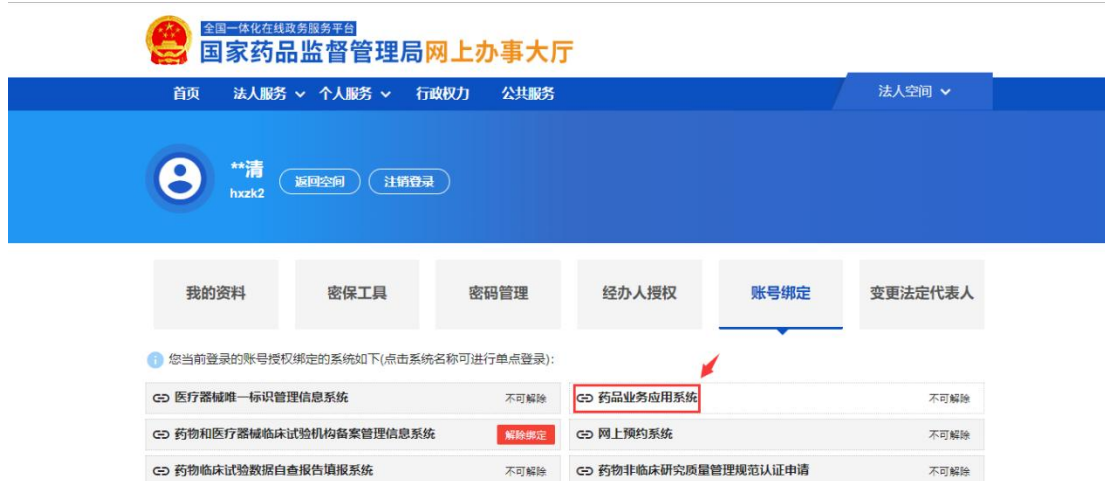 全国一体化在线政务服务平台
国家药品监督管理局网上办事大厅
首页 法人服务 个人服务 行政权力 公共服务 法人空间
**清 返回空间 注销登录
hxzk2
我的资料 密保工具 密码管理 经办人授权 账号绑定 变更法定代表人
您当前登录的账号授权绑定的系统如下(点击系统名称可进行单点登录):
医疗器械唯一标识管理信息系统 不可解除 药品业务应用系统 不可解除
药物和医疗器械临床试验机构备案管理信息系统 解除绑定 网上预约系统 不可解除
药物临床试验数据自查报告填报系统 不可解除 药物非临床研究质量管理规范认证申请 不可解除